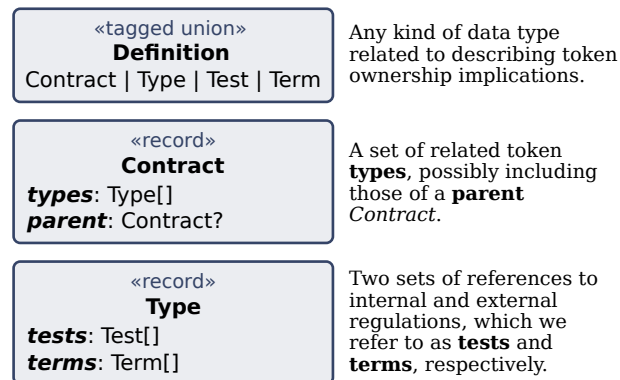 «tagged union»
Definition
Contract | Type | Test | Term
Any kind of data type
related to describing token
ownership implications.
«record»
Contract
types: Type[]
parent: Contract?
A set of related token
types, possibly including
those of a parent
Contract.
«record»
Type
tests: Test[]
terms: Term[]
Two sets of references to
internal and external
regulations, which we
refer to as tests and
terms, respectively.